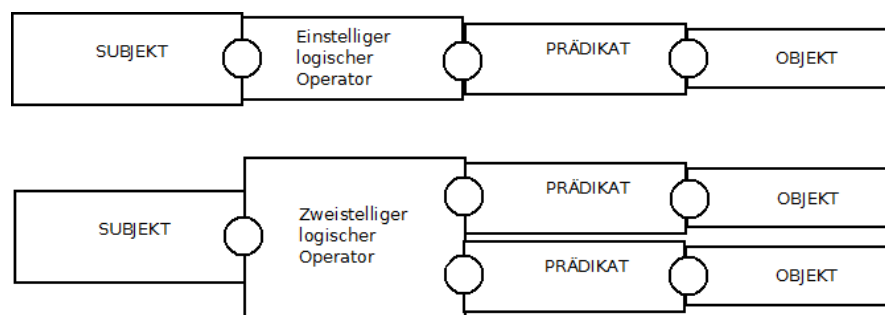 SUBJEKT
Einstelliger
logischer
Operator
PRÄDIKAT
OBJEKT
SUBJEKT
Zweistelliger
logischer
Operator
PRÄDIKAT
OBJEKT
PRÄDIKAT
OBJEKT